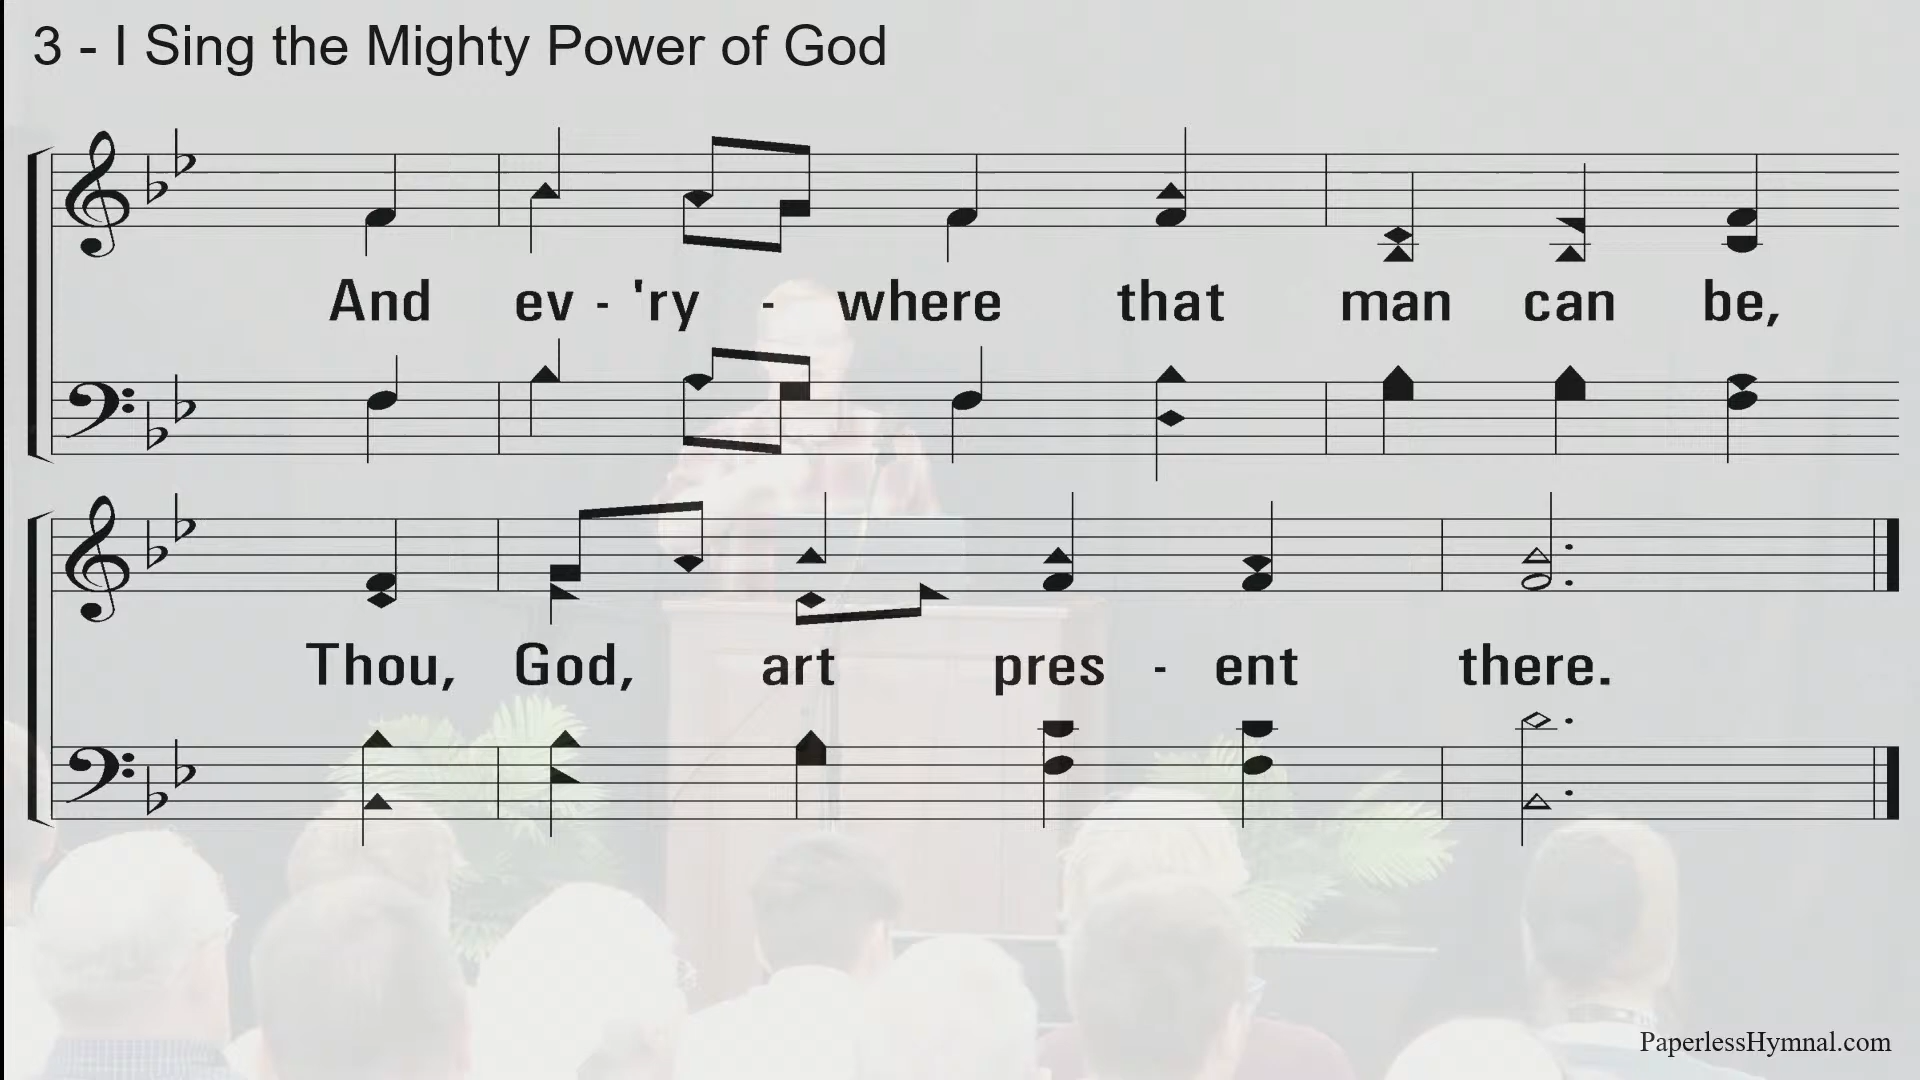 3 - I Sing the Mighty Power of God
And ev - 'ry - where that man can be,
Thou, God, art pres - ent there.
PaperlessHymnal.com